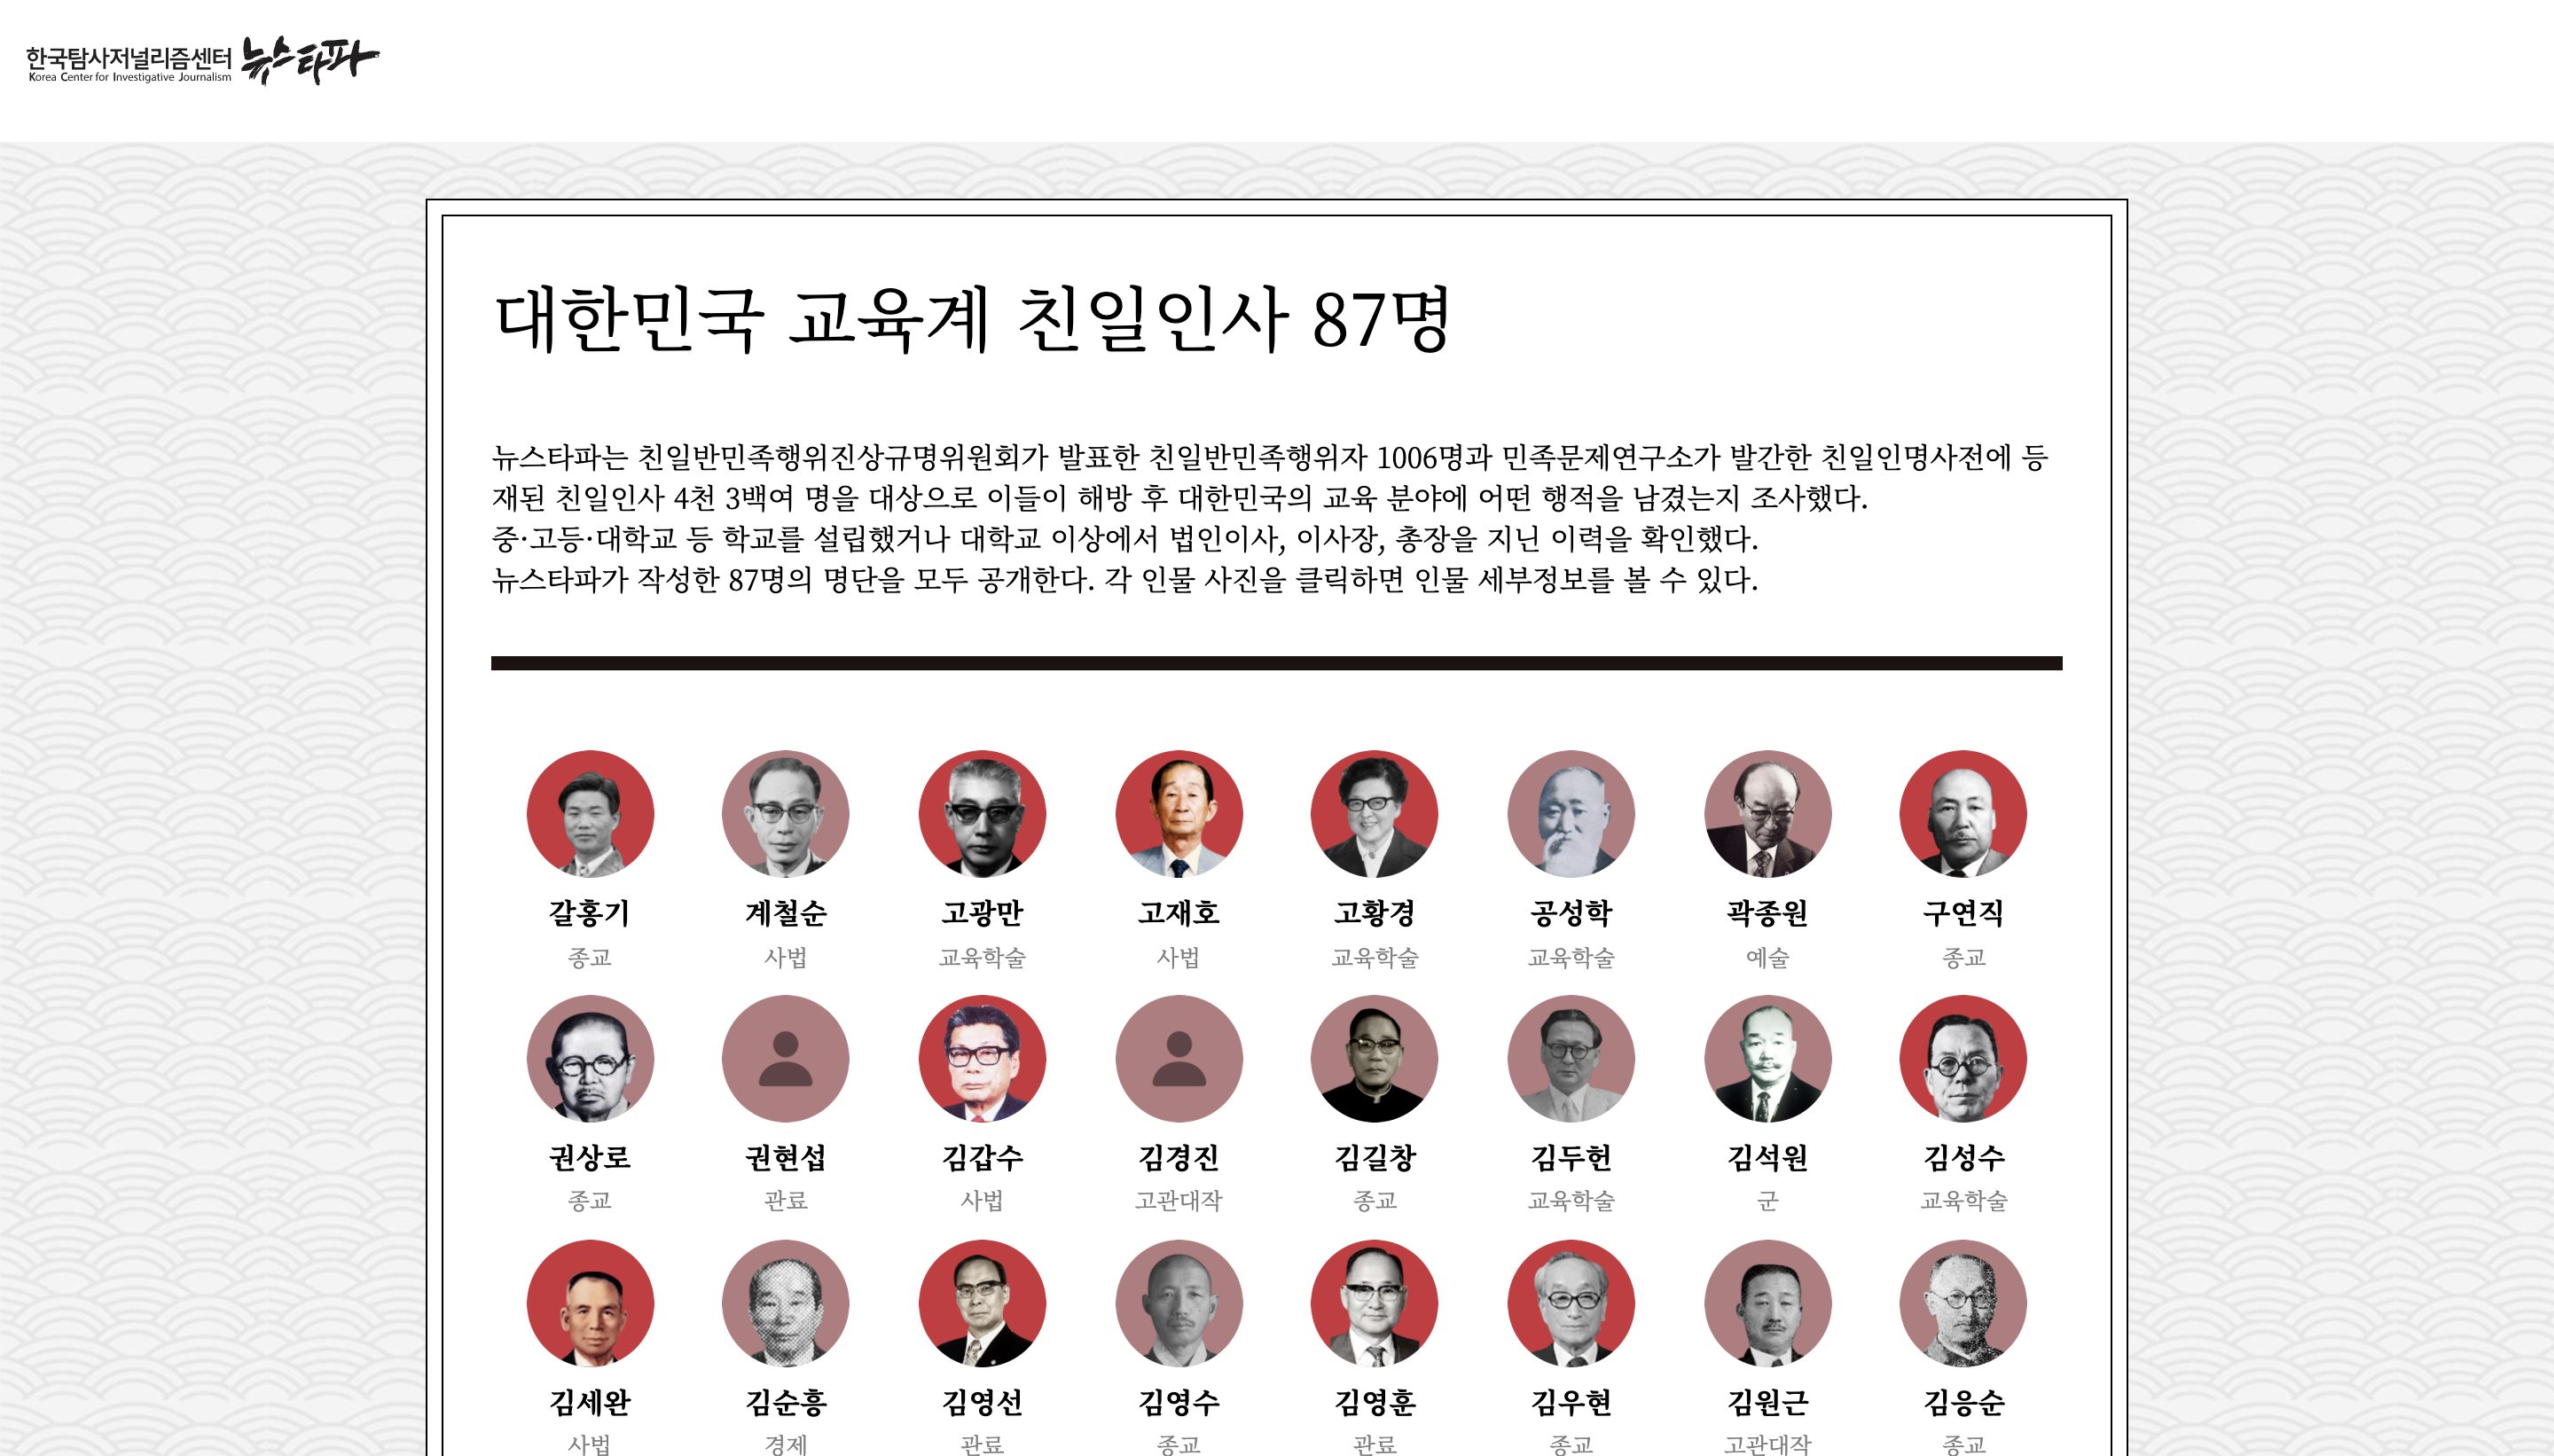 한국탐사저널리즘센터 뉴스타파
Korea Center for Investigative Journalism
대한민국 교육계 친일인사 87명
뉴스타파는 친일반민족행위진상규명위원회가 발표한 친일반민족행위자 1006명과 민족문제연구소가 발간한 친일인명사전에 등
재된 친일인사 4천 3백여 명을 대상으로 이들이 해방 후 대한민국의 교육 분야에 어떤 행적을 남겼는지 조사했다.
중·고등·대학교 등 학교를 설립했거나 대학교 이상에서 법인이사, 이사장, 총장을 지닌 이력을 확인했다.
뉴스타파가 작성한 87명의 명단을 모두 공개한다. 각 인물 사진을 클릭하면 인물 세부정보를 볼 수 있다.
갈홍기 계철순 고광만 고재호 고황경 공성학 곽종원 구연직
종교 사법 교육학술 사법 교육학술 교육학술 예술 종교
권상로 권현섭 김갑수 김경진 김길창 김두헌 김석원 김성수
종교 관료 사법 고관대작 종교 교육학술 군 교육학술
김세완 김순흥 김영선 김영수 김영훈 김우현 김원근 김응순
사법 경제 관료 종교 관료 종교 고관대작 종교